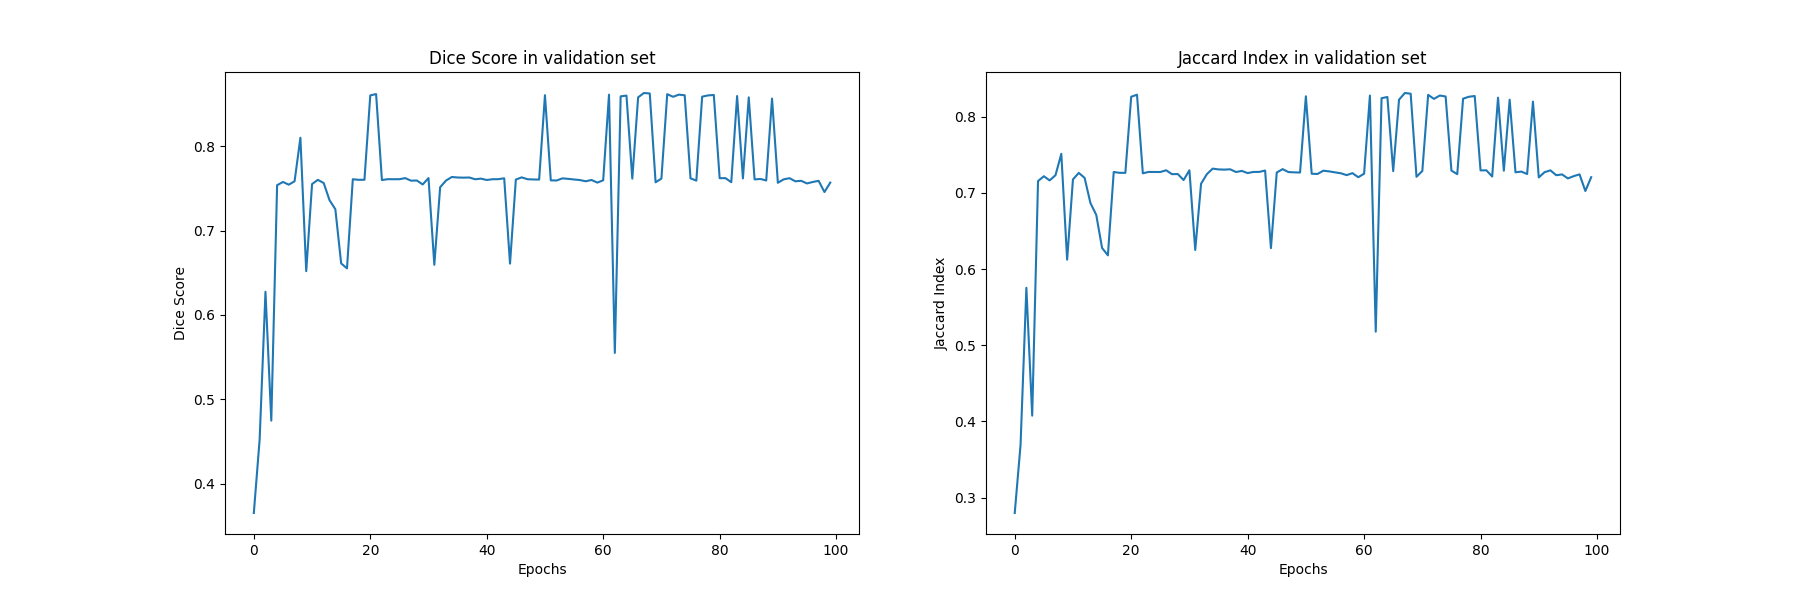 Dice Score in validation set
Dice Score
0.8
0.7
0.6
0.5
0.4
0 20 40 60 80 100
Epochs
Jaccard Index in validation set
Jaccard Index
0.8
0.7
0.6
0.5
0.4
0.3
0 20 40 60 80 100
Epochs